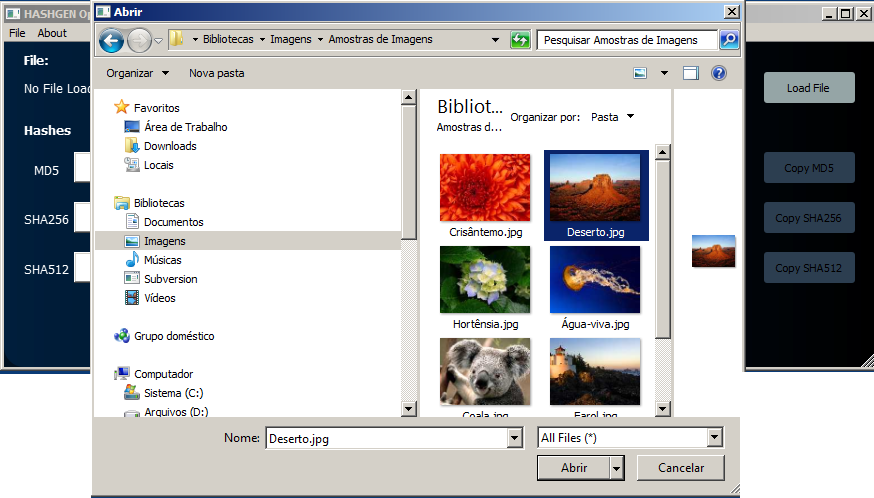 HASHGEN Op
File About
File:
No File Load
Hashes
MD5
SHA256
SHA512
Load File
Copy MD5
Copy SHA256
Copy SHA512
Abrir
Bibliotecas Imagens Amostras de Imagens
Pesquisar Amostras de Imagens
Organizar Nova pasta
Favoritos
Área de Trabalho
Downloads
Locais
Bibliotecas
Documentos
Imagens
Músicas
Subversion
Vídeos
Grupo doméstico
Computador
Sistema (C:)
Arquivos (D:)
Bibliot...
Amostras d...
Organizar por: Pasta
Crisântemo.jpg
Deserto.jpg
Hortênsia.jpg
Água-viva.jpg
Coala.jpg
Farol.jpg
Nome: Deserto.jpg
All Files (*)
Abrir
Cancelar